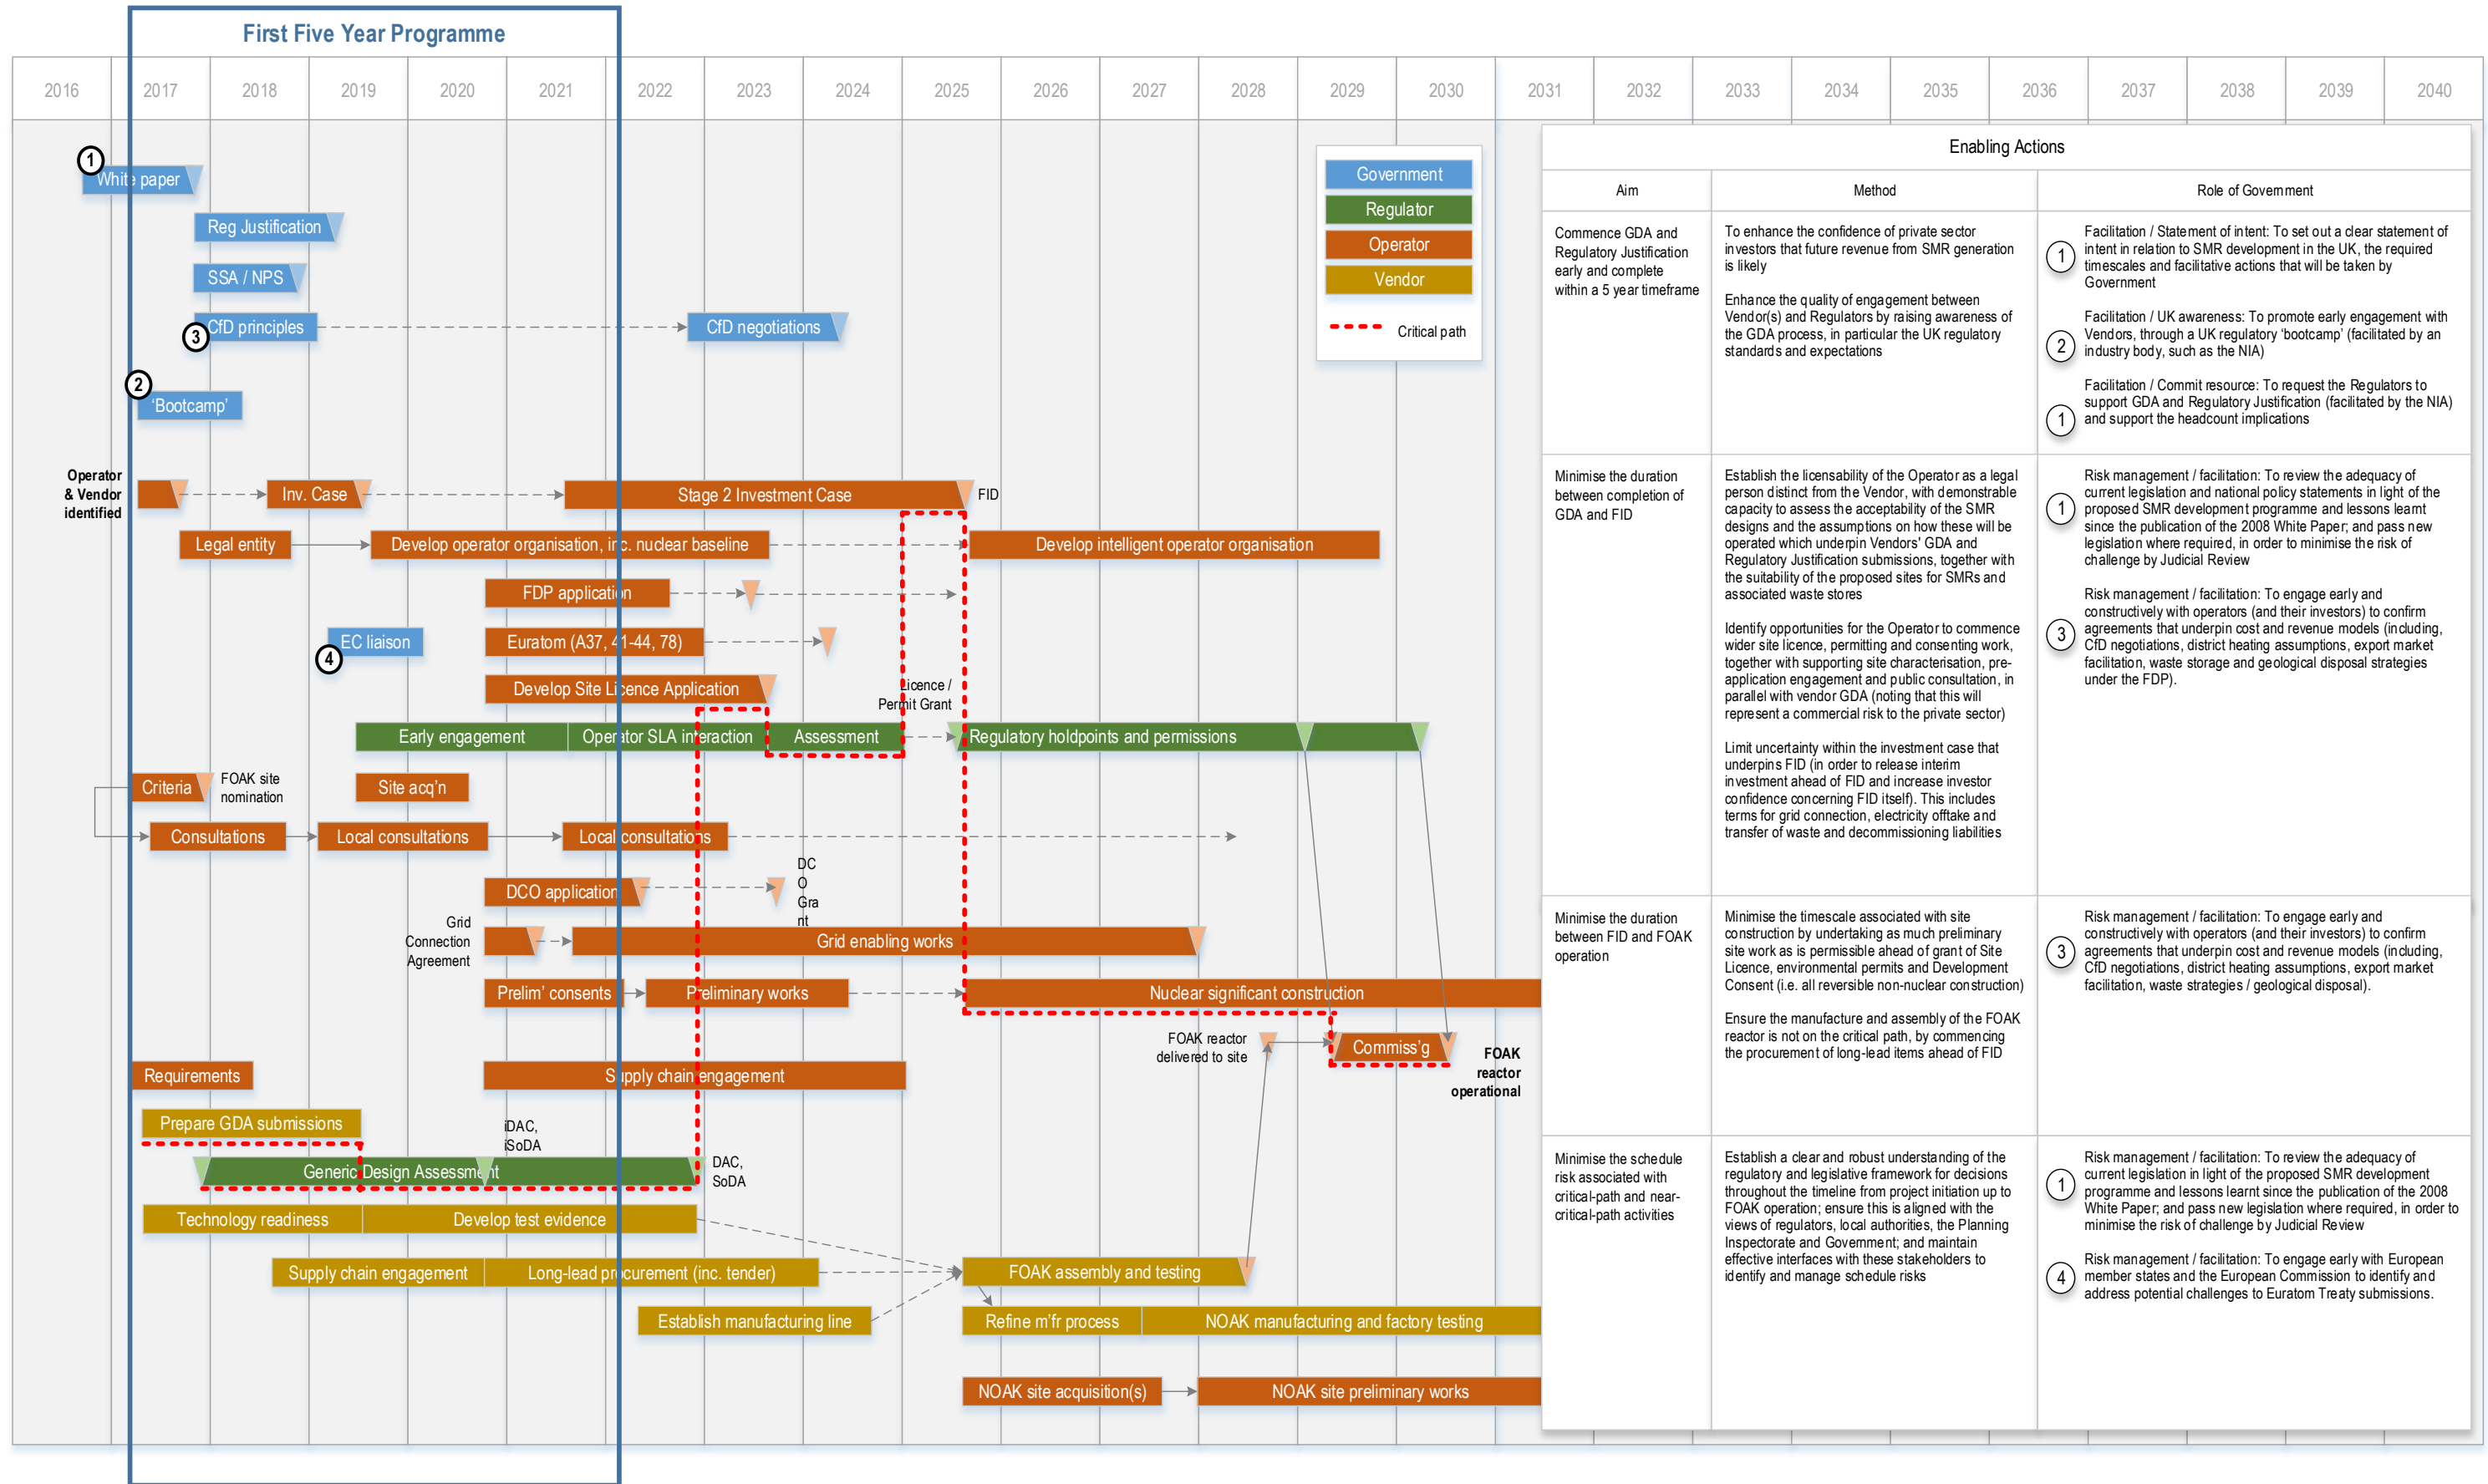 First Five Year Programme
2016 2017 2018 2019 2020 2021 2022 2023 2024 2025 2026 2027 2028 2029 2030 2031 2032 2033 2034 2035 2036 2037 2038 2039 2040
1
White paper
Reg Justification
SSA / NPS
CfD principles
3
CfD negotiations
2
‘Bootcamp’
Government
Regulator
Operator
Vendor
Critical path
Operator
& Vendor
identified
Inv. Case
Stage 2 Investment Case
FID
Legal entity
Develop operator organisation, inc. nuclear baseline
Develop intelligent operator organisation
FDP application
EC liaison
4
Euratom (A37, 41-44, 78)
Develop Site Licence Application
Licence /
Permit Grant
Early engagement
Operator SLA interaction
Assessment
Regulatory holdpoints and permissions
Criteria
FOAK site
nomination
Site acq’n
Consultations
Local consultations
Local consultations
DCO application
DC
O
Gra
nt
Grid
Connection
Agreement
Grid enabling works
Prelim’ consents
Preliminary works
Nuclear significant construction
FOAK reactor
delivered to site
Commiss’g
FOAK
reactor
operational
Requirements
Supply chain engagement
Prepare GDA submissions
iDAC,
iSoDA
Generic Design Assessment
DAC,
SoDA
Technology readiness
Develop test evidence
Supply chain engagement
Long-lead procurement (inc. tender)
FOAK assembly and testing
Establish manufacturing line
Refine m’fr process
NOAK manufacturing and factory testing
NOAK site acquisition(s)
NOAK site preliminary works
Enabling Actions
Aim
Method
Role of Government
Commence GDA and
Regulatory Justification
early and complete
within a 5 year timeframe
To enhance the confidence of private sector
investors that future revenue from SMR generation
is likely
Enhance the quality of engagement between
Vendor(s) and Regulators by raising awareness of
the GDA process, in particular the UK regulatory
standards and expectations
1
Facilitation / Statement of intent: To set out a clear statement of
intent in relation to SMR development in the UK, the required
timescales and facilitative actions that will be taken by
Government
2
Facilitation / UK awareness: To promote early engagement with
Vendors, through a UK regulatory ‘bootcamp’ (facilitated by an
industry body, such as the NIA)
1
Facilitation / Commit resource: To request the Regulators to
support GDA and Regulatory Justification (facilitated by the NIA)
and support the headcount implications
Minimise the duration
between completion of
GDA and FID
Establish the licensability of the Operator as a legal
person distinct from the Vendor, with demonstrable
capacity to assess the acceptability of the SMR
designs and the assumptions on how these will be
operated which underpin Vendors' GDA and
Regulatory Justification submissions, together with
the suitability of the proposed sites for SMRs and
associated waste stores
Identify opportunities for the Operator to commence
wider site licence, permitting and consenting work,
together with supporting site characterisation, pre-
application engagement and public consultation, in
parallel with vendor GDA (noting that this will
represent a commercial risk to the private sector)
Limit uncertainty within the investment case that
underpins FID (in order to release interim
investment ahead of FID and increase investor
confidence concerning FID itself). This includes
terms for grid connection, electricity offtake and
transfer of waste and decommissioning liabilities
1
Risk management / facilitation: To review the adequacy of
current legislation and national policy statements in light of the
proposed SMR development programme and lessons learnt
since the publication of the 2008 White Paper; and pass new
legislation where required, in order to minimise the risk of
challenge by Judicial Review
3
Risk management / facilitation: To engage early and
constructively with operators (and their investors) to confirm
agreements that underpin cost and revenue models (including,
CfD negotiations, district heating assumptions, export market
facilitation, waste storage and geological disposal strategies
under the FDP).
Minimise the duration
between FID and FOAK
operation
Minimise the timescale associated with site
construction by undertaking as much preliminary
site work as is permissible ahead of grant of Site
Licence, environmental permits and Development
Consent (i.e. all reversible non-nuclear construction)
Ensure the manufacture and assembly of the FOAK
reactor is not on the critical path, by commencing
the procurement of long-lead items ahead of FID
3
Risk management / facilitation: To engage early and
constructively with operators (and their investors) to confirm
agreements that underpin cost and revenue models (including,
CfD negotiations, district heating assumptions, export market
facilitation, waste strategies / geological disposal).
Minimise the schedule
risk associated with
critical-path and near-
critical-path activities
Establish a clear and robust understanding of the
regulatory and legislative framework for decisions
throughout the timeline from project initiation up to
FOAK operation; ensure this is aligned with the
views of regulators, local authorities, the Planning
Inspectorate and Government; and maintain
effective interfaces with these stakeholders to
identify and manage schedule risks
1
Risk management / facilitation: To review the adequacy of
current legislation in light of the proposed SMR development
programme and lessons learnt since the publication of the 2008
White Paper; and pass new legislation where required, in order to
minimise the risk of challenge by Judicial Review
4
Risk management / facilitation: To engage early with European
member states and the European Commission to identify and
address potential challenges to Euratom Treaty submissions.